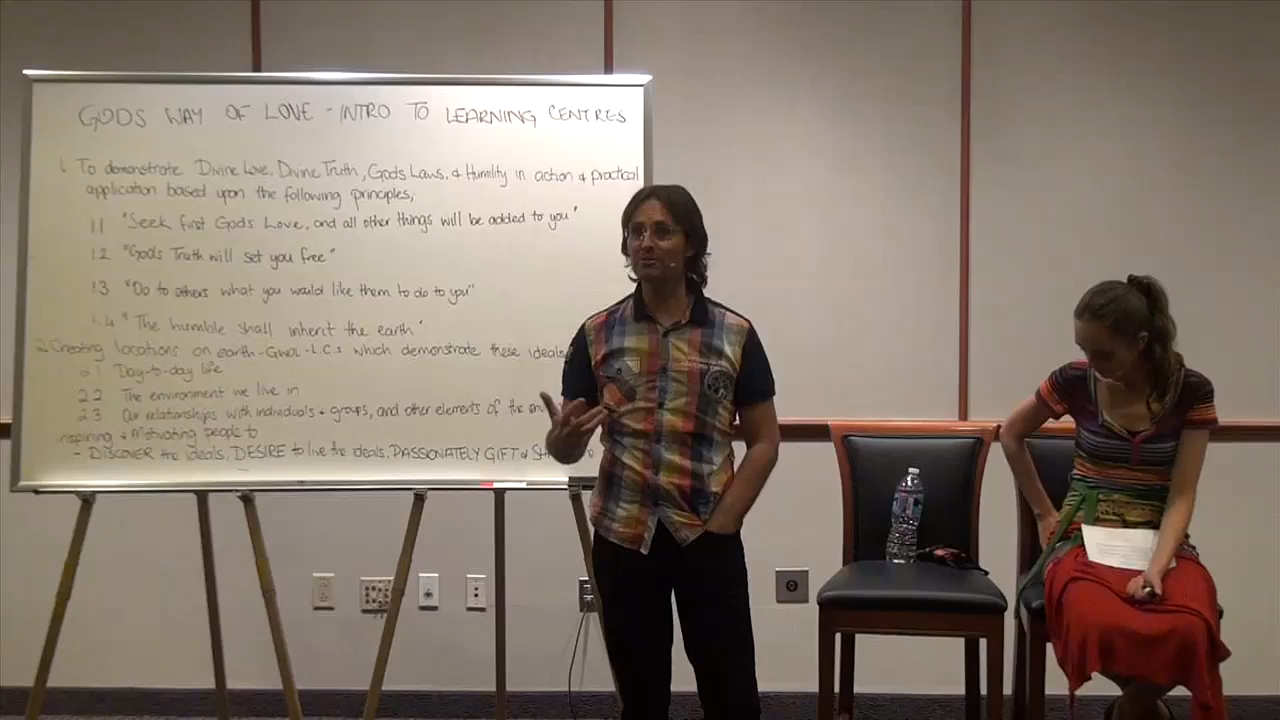 GODS WAY OF LOVE - INTRO TO LEARNING CENTRES
1. To demonstrate Divine Love, Divine Truth, Gods Laws, & Humility in action & practical
application based upon the following principles;
1.1 "Seek first Gods Love, and all other things will be added to you"
1.2 "Gods Truth will set you free"
1.3 "Do to others what you would like them to do to you"
1.4 "The humble shall inherit the earth"
2. Creating locations on earth - GWOL - L.C.s which demonstrate these ideals
2.1 Day-to-day life
2.2 The environment we live in
2.3 Our relationships with individuals + groups, and other elements of the
inspiring + Motivating people to
- DISCOVER the ideals, DESIRE to live the ideals, PASSIONATELY GIFT